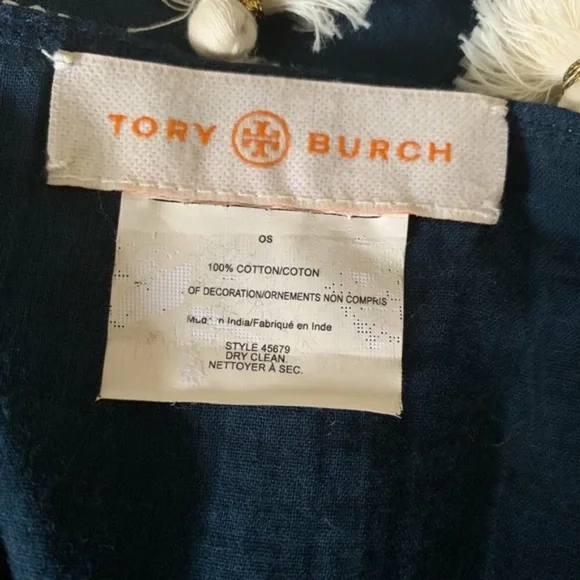 TORY BURCH
OS
100% COTTON/COTON
OF DECORATION/ORNEMENTS NON COMPRIS
in India/Fabriqué en Inde
STYLE 45679
DRY CLEAN.
NETTOYER À SEC.